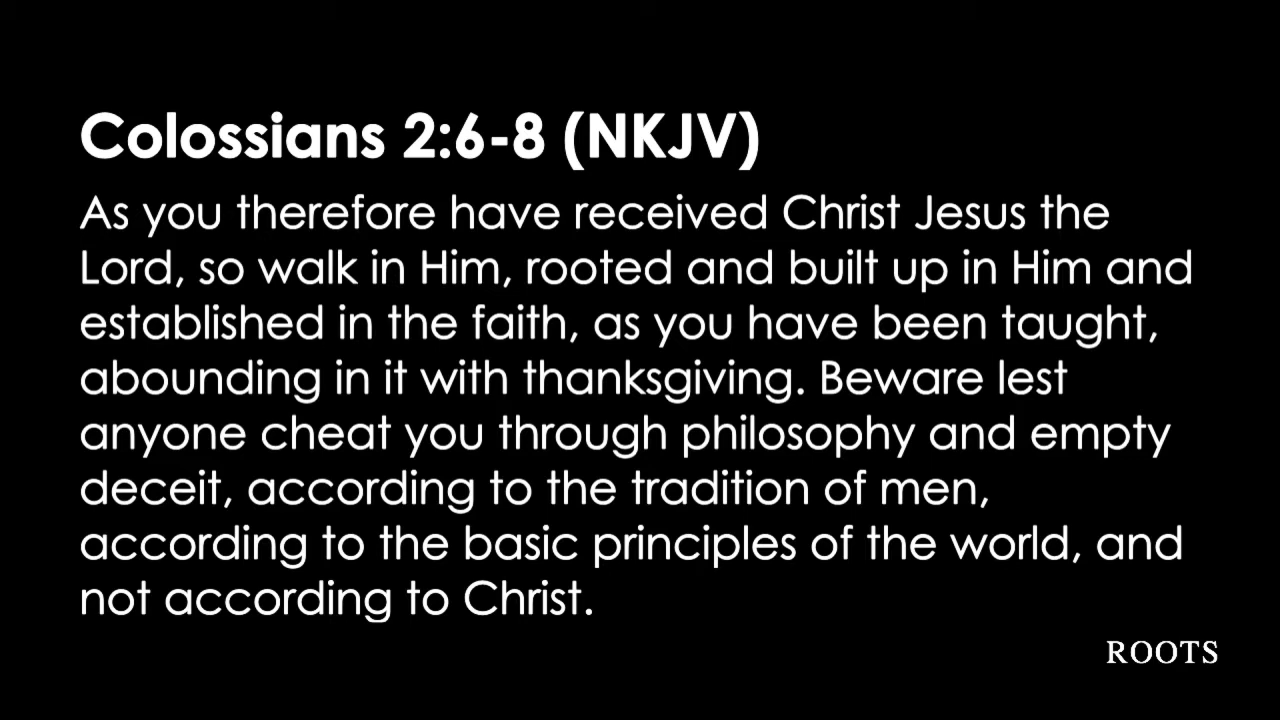 Colossians 2:6-8 (NKJV)
As you therefore have received Christ Jesus the
Lord, so walk in Him, rooted and built up in Him and
established in the faith, as you have been taught,
abounding in it with thanksgiving. Beware lest
anyone cheat you through philosophy and empty
deceit, according to the tradition of men,
according to the basic principles of the world, and
not according to Christ.
ROOTS